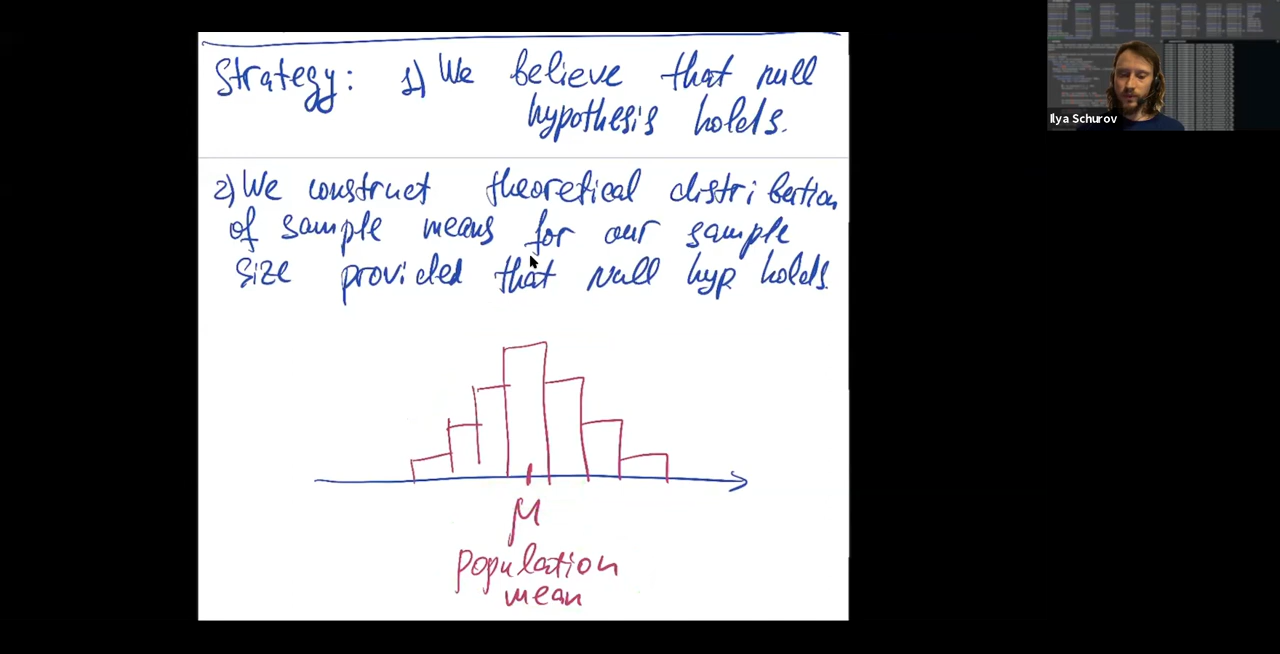 Strategy: 1) We believe that null
hypothesis holds.
2) We construct theoretical distribution
of sample means for our sample
size provided that null hyp holds.
μ
population
mean
Ilya Schurov